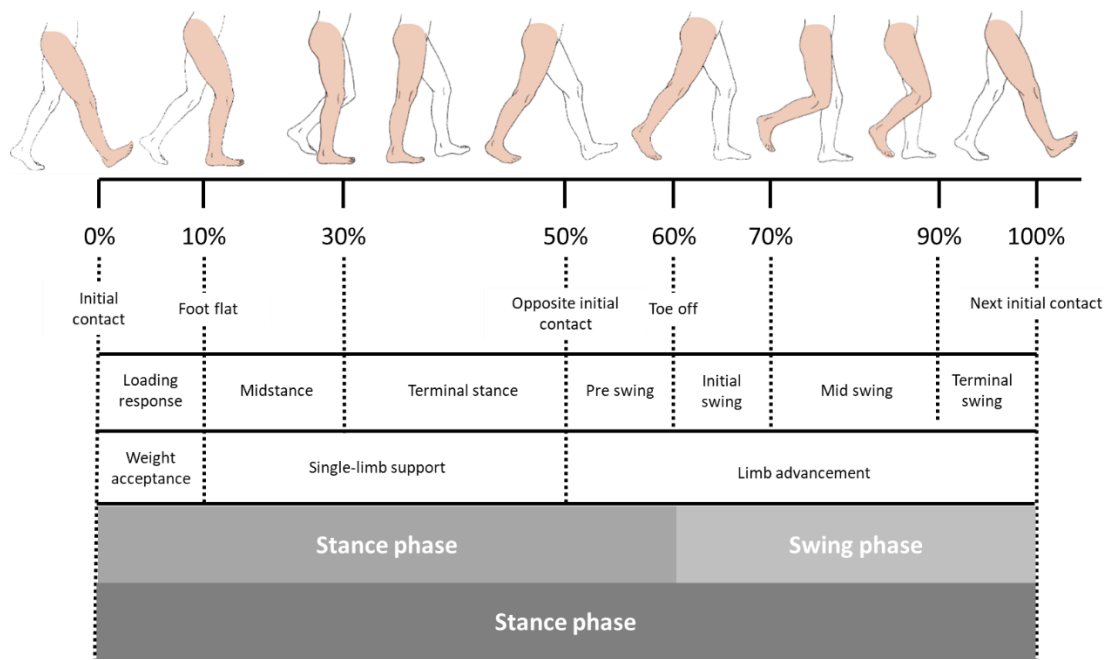 0% 10% 30% 50% 60% 70% 90% 100%
Initial
contact
Foot flat
Opposite initial
contact
Toe off
Next initial contact
Loading
response
Midstance
Terminal stance
Pre swing
Initial
swing
Mid swing
Terminal
swing
Weight
acceptance
Single-limb support
Limb advancement
Stance phase
Swing phase
Stance phase